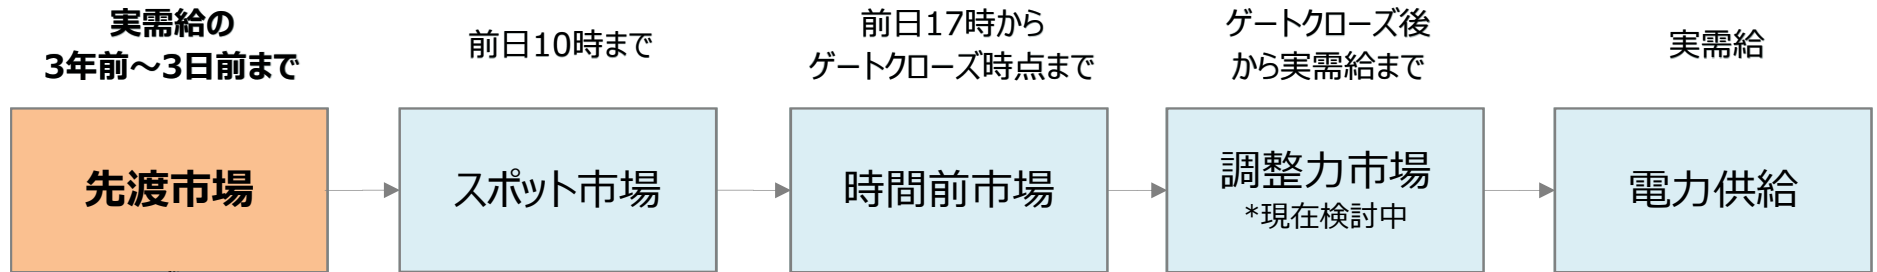 実需給の
3年前～3日前まで
前日10時まで
前日17時から
ゲートクローズ時点まで
ゲートクローズ後
から実需給まで
実需給
先渡市場
スポット市場
時間前市場
調整力市場
*現在検討中
電力供給